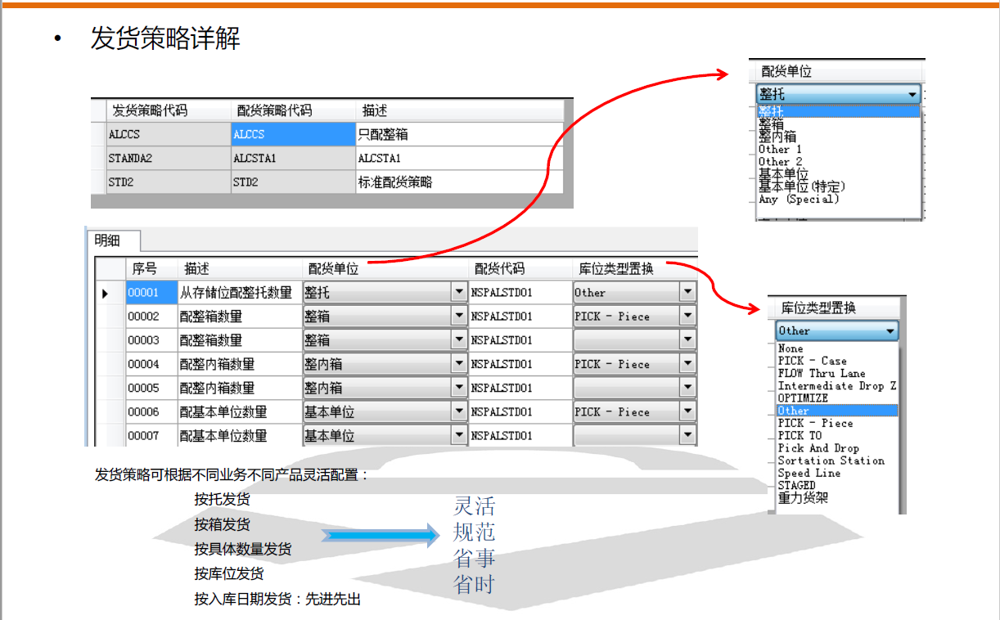 • 发货策略详解
发货策略代码 配货策略代码 描述
ALCCS ALCCS 只配整箱
STANDA2 ALCSTA1 ALCSTA1
STD2 STD2 标准配货策略
配货单位
整托
整托
整箱
整内箱
Other 1
Other 2
基本单位
基本单位(特定)
Any (Special)
明细
序号 描述 配货单位 配货代码 库位类型置换
00001 从存储位配整托数量 整托 NSPALSTD01 Other
00002 配整箱数量 整箱 NSPALSTD01 PICK - Piece
00003 配整箱数量 整箱 NSPALSTD01
00004 配整内箱数量 整内箱 NSPALSTD01 PICK - Piece
00005 配整内箱数量 整内箱 NSPALSTD01
00006 配基本单位数量 基本单位 NSPALSTD01 PICK - Piece
00007 配基本单位数量 基本单位 NSPALSTD01
库位类型置换
Other
None
PICK - Case
FLOW Thru Lane
Intermediate Drop Z
OPTIMIZE
Other
PICK - Piece
PICK TO
Pick And Drop
Sortation Station
Speed Line
STAGED
重力货架
发货策略可根据不同业务不同产品灵活配置：
按托发货
按箱发货
按具体数量发货
按库位发货
按入库日期发货：先进先出
灵活
规范
省事
省时